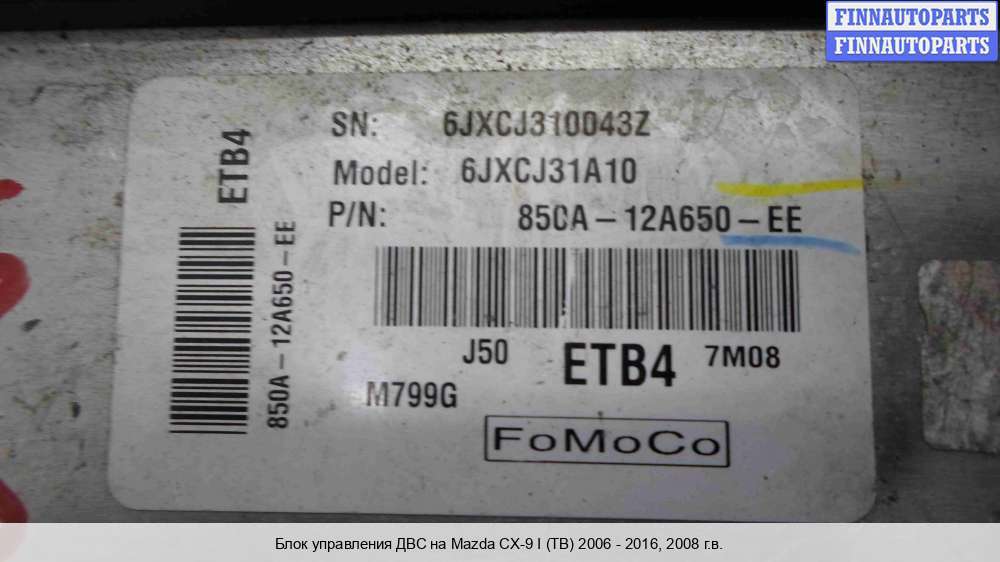 FINNAUTOPARTS
FINNAUTOPARTS
SN: 6JXCJ310043Z
Model: 6JXCJ31A10
P/N: 850A-12A650-EE
ETB4
850A-12A650-EE
J50 ETB4 7M08
M799G
FoMoCo
Блок управления ДВС на Mazda CX-9 I (TB) 2006 - 2016, 2008 г.в.